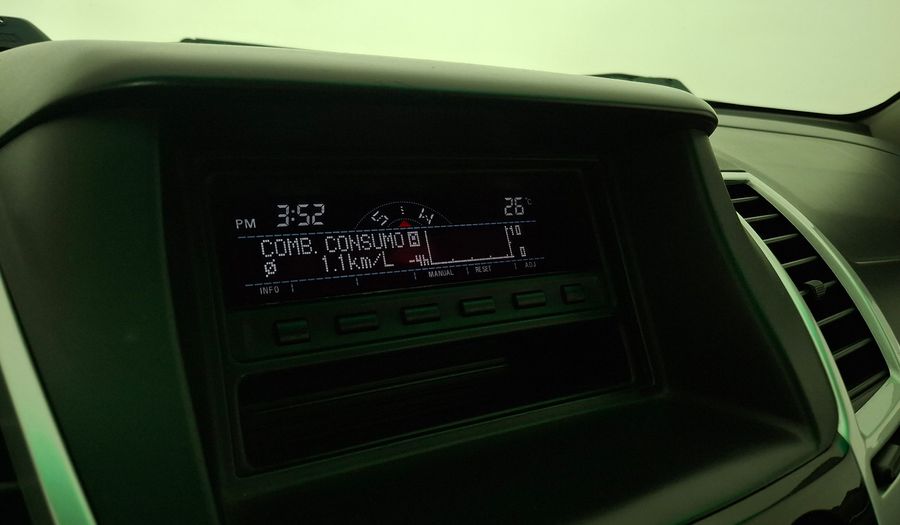 PM 3:52 26°C
COMB. CONSUMO
Ø 1.1km/L -4h 10 0
INFO MANUAL RESET ADJ